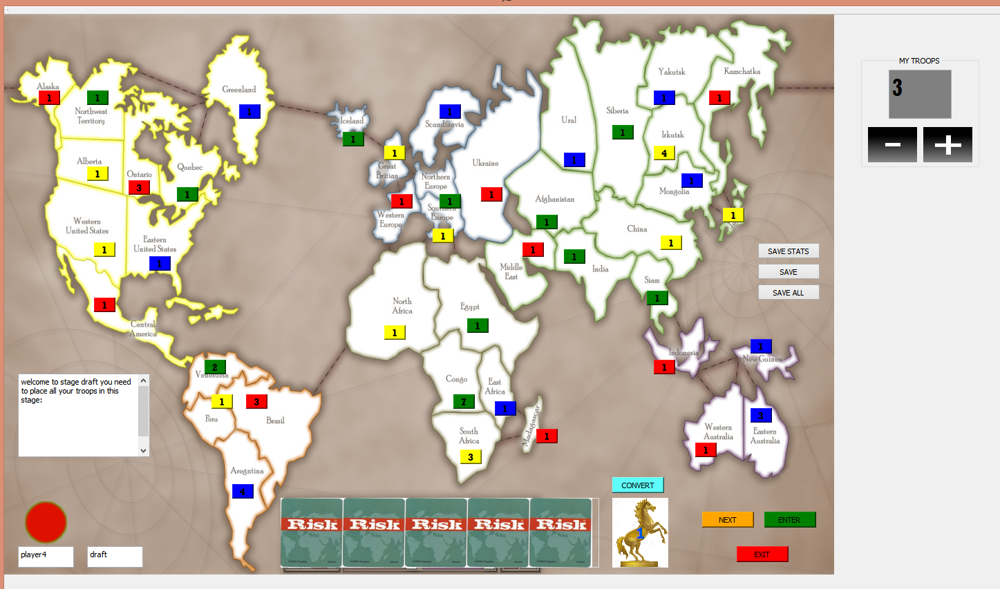 MY TROOPS
3
Alaska
1
1
Northwest
Territory
Greenland
1
Iceland
1
1
Scandinavia
Ural
Siberia
1
Yakutsk
1
Kamchatka
1
Irkutsk
4
Alberta
1
Ontario
3
Quebec
1
1
Great
Britian
Northern
Europe
1
Ukraine
1
1
Mongolia
1
Western
United States
1
Eastern
United States
1
1
Western
Europe
Southern
Europe
1
Afghanistan
1
China
1
1
1
Middle
East
1
India
Siam
1
SAVE STATS
SAVE
SAVE ALL
1
Central
America
North
Africa
1
Egypt
1
Indonesia
1
1
New Guinea
2
Venezuela
welcome to stage draft you need
to place all your troops in this
stage:
1
Peru
3
Brazil
Congo
7
East
Africa
1
South
Africa
3
Madagascar
1
Western
Australia
1
3
Eastern
Australia
Aregntina
4
CONVERT
Risk
Risk
Risk
Risk
Risk
1
NEXT
ENTER
EXIT
player4
draft